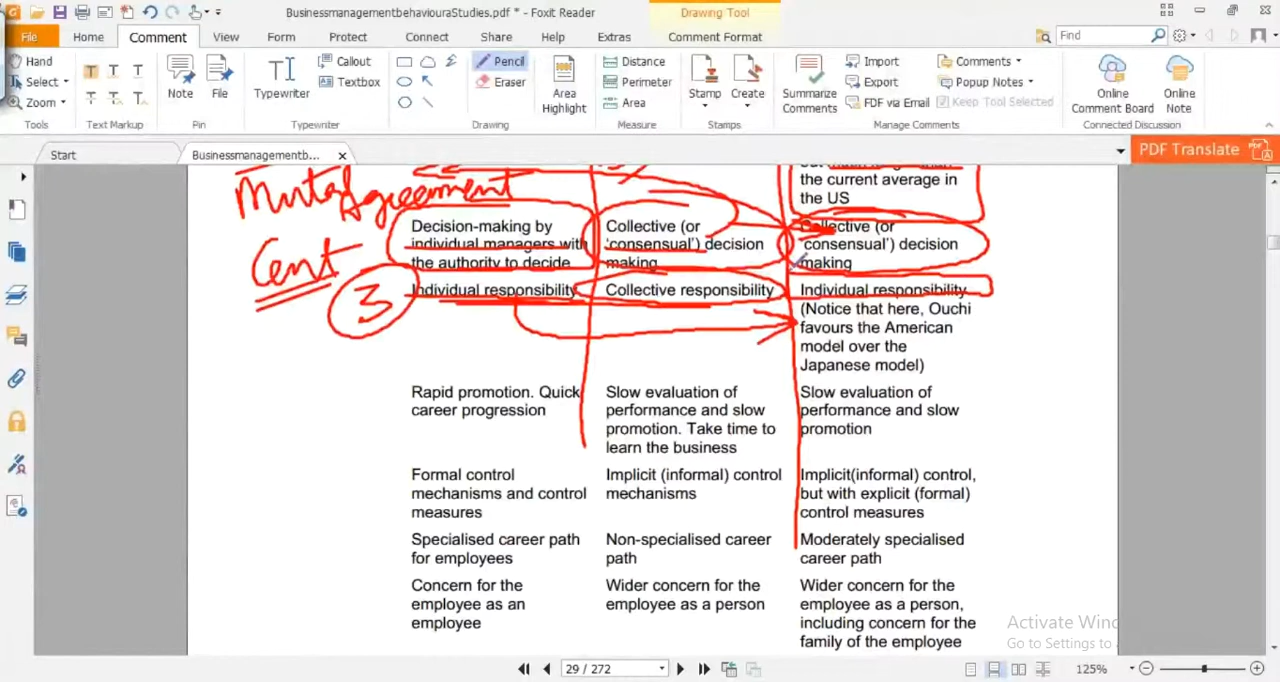 BusinessmanagementbehaviouraStudies.pdf * - Foxit Reader
Drawing Tool
File Home Comment View Form Protect Connect Share Help Extras Comment Format
Find
Hand
Select
Zoom
Tools
Text Markup
Note
File
Pin
Typewriter
Callout
Textbox
Typewriter
Pencil
Eraser
Drawing
Area
Highlight
Distance
Perimeter
Area
Measure
Stamp
Create
Stamps
Summarize
Comments
Import
Export
FDF via Email
Comments
Popup Notes
Keep Tool Selected
Manage Comments
Online
Comment Board
Online
Note
Connected Discussion
Start
Businessmanagementb...
PDF Translate
the current average in
the US
Agreement
Cent
3
Decision-making by
individual managers with
the authority to decide
Collective (or
'consensual') decision
making
Collective (or
'consensual') decision
making
Individual responsibility
Collective responsibility
Individual responsibility
(Notice that here, Ouchi
favours the American
model over the
Japanese model)
Rapid promotion. Quick
career progression
Slow evaluation of
performance and slow
promotion. Take time to
learn the business
Slow evaluation of
performance and slow
promotion
Formal control
mechanisms and control
measures
Implicit (informal) control
mechanisms
Implicit(informal) control,
but with explicit (formal)
control measures
Specialised career path
for employees
Non-specialised career
path
Moderately specialised
career path
Concern for the
employee as an
employee
Wider concern for the
employee as a person
Wider concern for the
employee as a person,
including concern for the
family of the employee
Activate Wind
Go to Settings to
29 / 272
125%